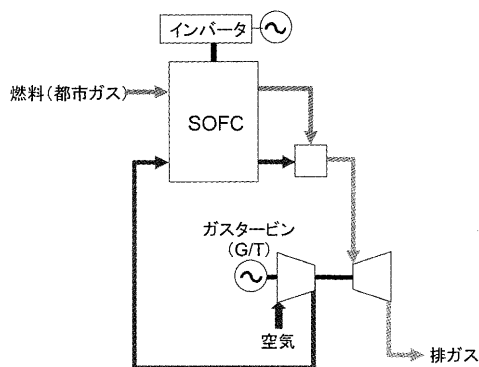 インバータ
燃料(都市ガス)
SOFC
ガスタービン
(G/T)
空気
排ガス